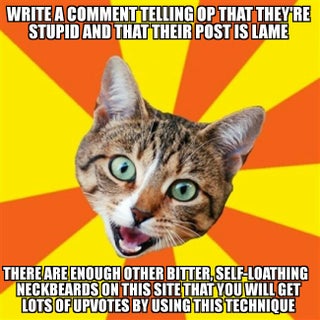 WRITE A COMMENT TELLING OP THAT THEY'RE
STUPID AND THAT THEIR POST IS LAME
THERE ARE ENOUGH OTHER BITTER, SELF-LOATHING
NECKBEARDS ON THIS SITE THAT YOU WILL GET
LOTS OF UPVOTES BY USING THIS TECHNIQUE